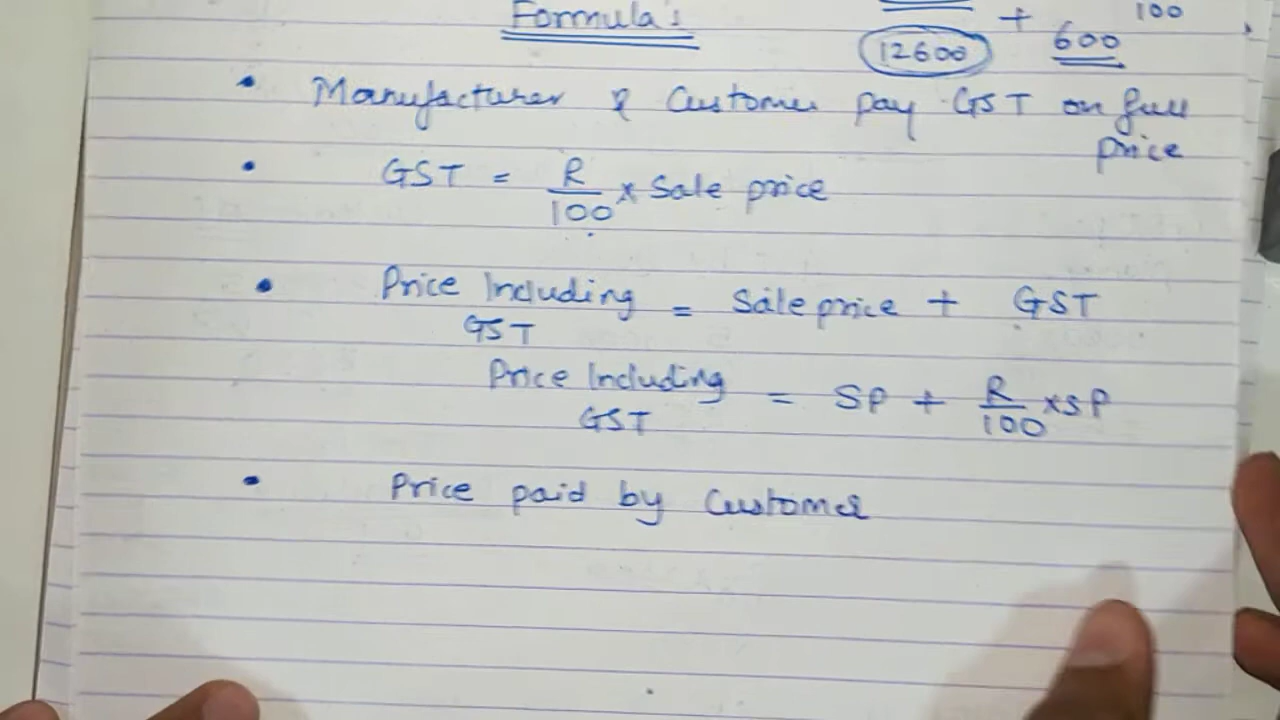 Formula's
+ 100
12600 600
• Manufacturer & Customer pay GST on full
price
• GST = R/100 × Sale price
• Price Including = Sale price + GST
GST
Price Including = SP + R/100 × SP
GST
• Price paid by Customer